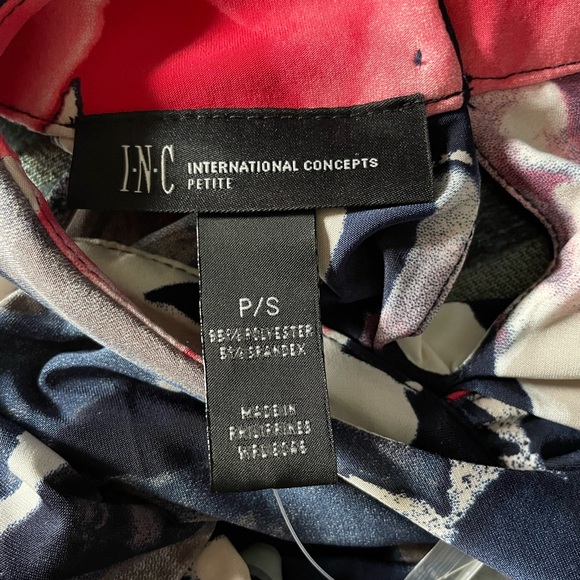 I·N·C INTERNATIONAL CONCEPTS
PETITE
P/S
95% POLYESTER
5% SPANDEX
MADE IN
PHILIPPINES